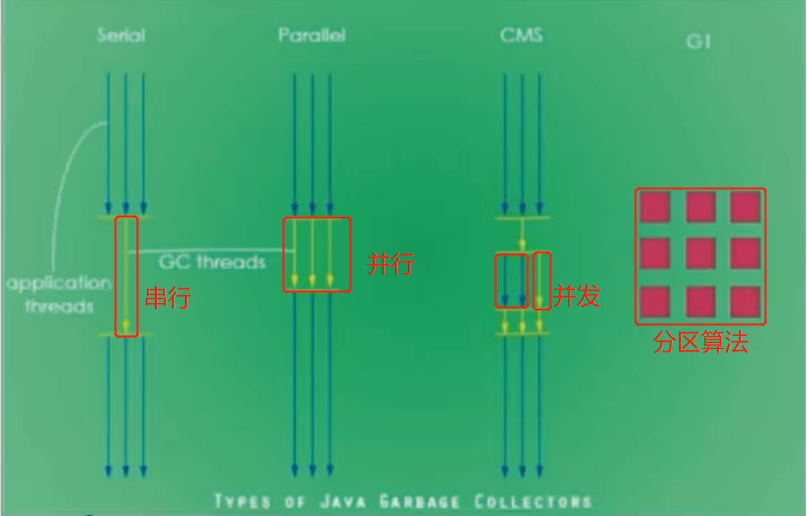 Serial
Parallel
CMS
G1
application
threads
GC threads
串行
并行
并发
分区算法
TYPES OF JAVA GARBAGE COLLECTORS